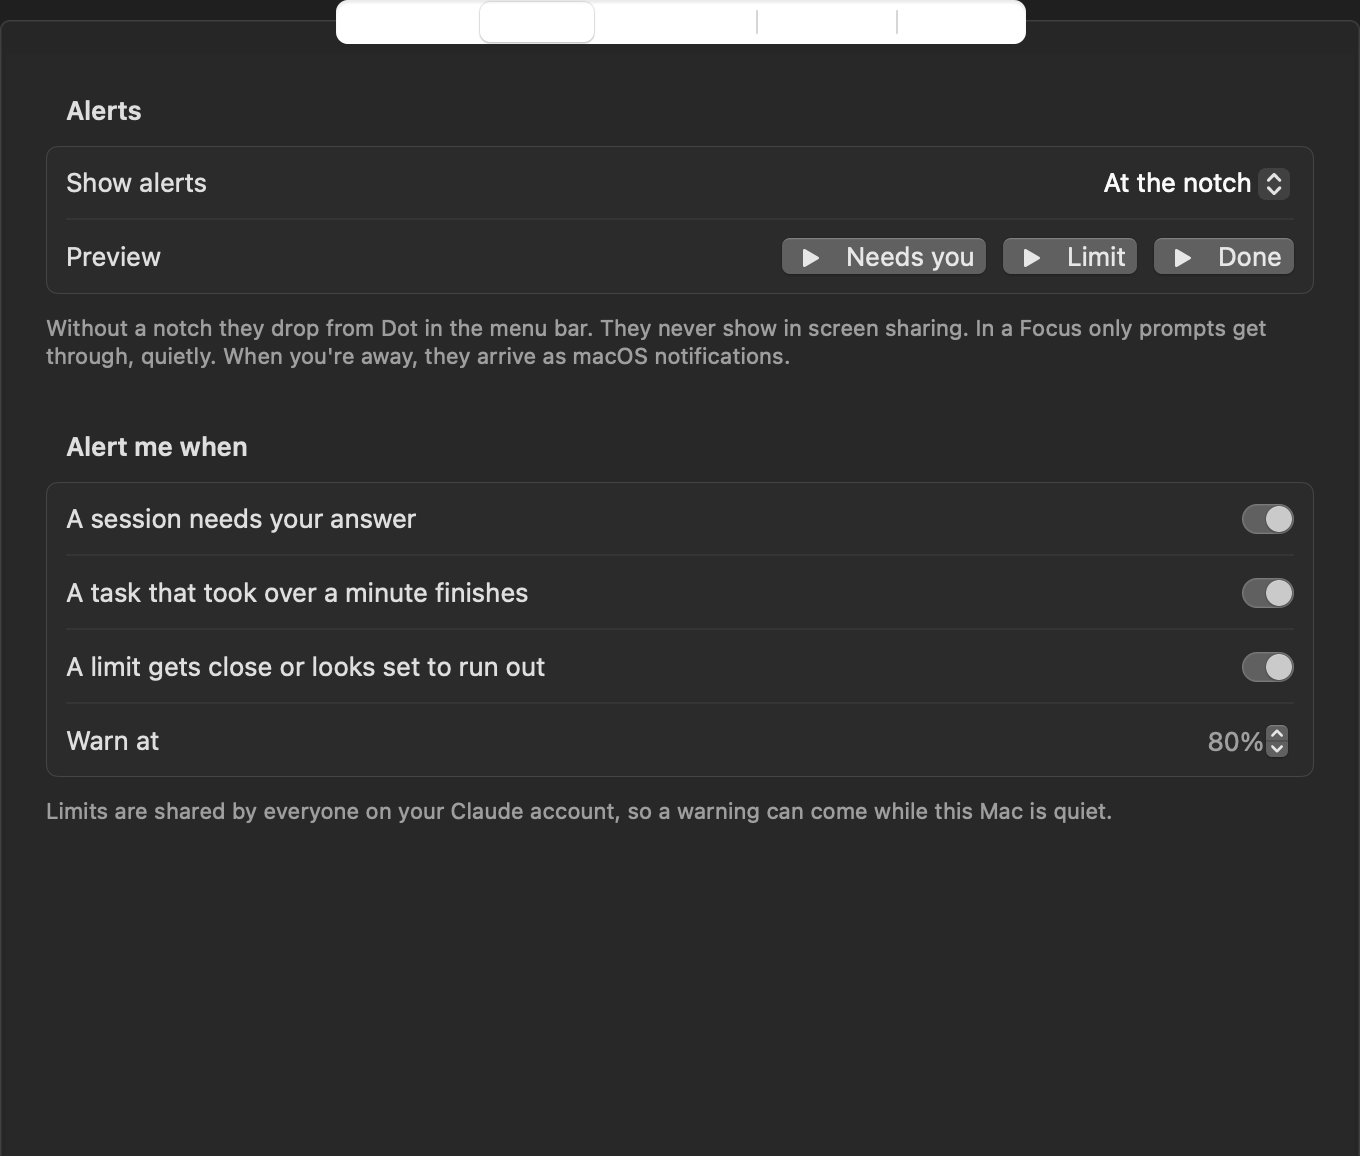 Alerts
Show alerts
At the notch
Preview
Needs you
Limit
Done
Without a notch they drop from Dot in the menu bar. They never show in screen sharing. In a Focus only prompts get
through, quietly. When you're away, they arrive as macOS notifications.
Alert me when
A session needs your answer
A task that took over a minute finishes
A limit gets close or looks set to run out
Warn at
80%
Limits are shared by everyone on your Claude account, so a warning can come while this Mac is quiet.